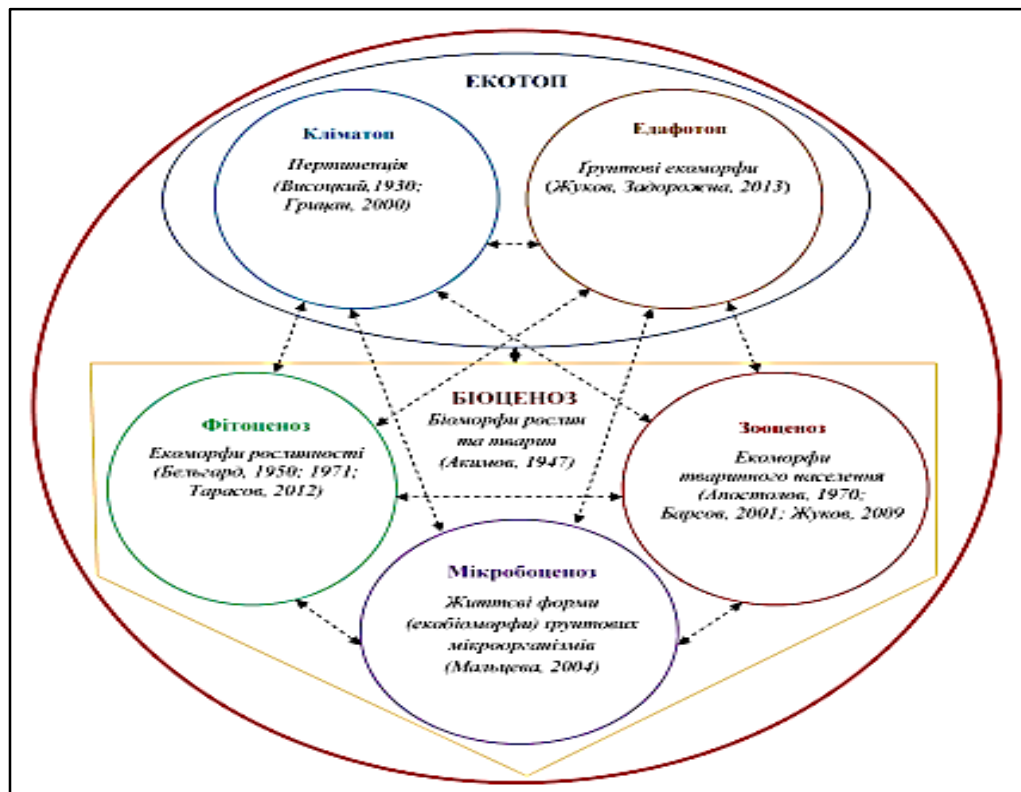 ЕКОТОП
Кліматоп
Пертиненція
(Висоцкий, 1930;
Грицан, 2000)
Едафотоп
Ґрунтові екоморфи
(Жуков, Задорожна, 2013)
БІОЦЕНОЗ
Біоморфи рослин
та тварин
(Акимов, 1947)
Фітоценоз
Екоморфи рослинності
(Бельгард, 1950; 1971;
Тарасов, 2012)
Зооценоз
Екоморфи
тваринного населення
(Апостолов, 1970;
Барсов, 2001; Жуков, 2009
Мікробоценоз
Життєві форми
(екобіоморфи) ґрунтових
мікроорганізмів
(Мальцева, 2004)